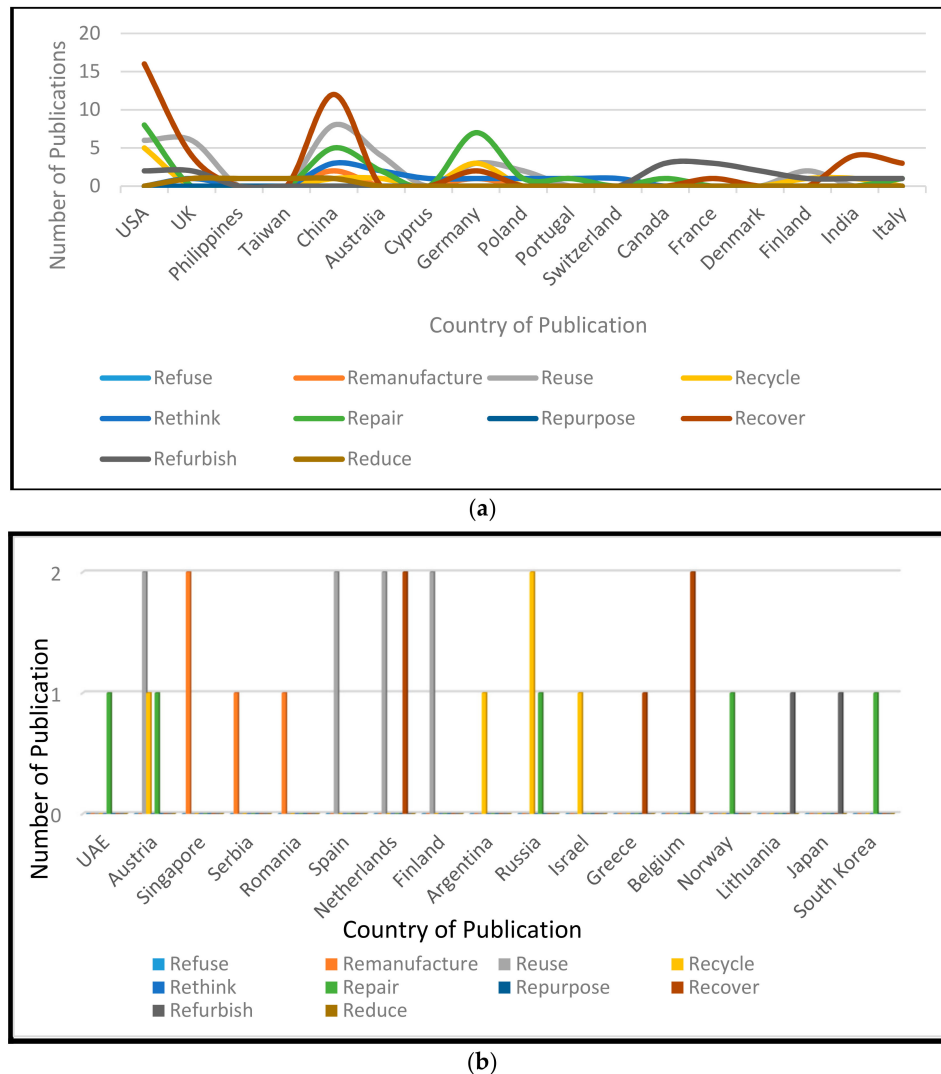 20
15
10
5
0
Number of Publications
USA
UK
Philippines
Taiwan
China
Australia
Cyprus
Germany
Poland
Portugal
Switzerland
Canada
France
Denmark
Finland
India
Italy
Country of Publication
Refuse Remanufacture Reuse Recycle
Rethink Repair Repurpose Recover
Refurbish Reduce
(a)
2
1
0
Number of Publication
UAE
Austria
Singapore
Serbia
Romania
Spain
Netherlands
Finland
Argentina
Russia
Israel
Greece
Belgium
Norway
Lithuania
Japan
South Korea
Country of Publication
Refuse Remanufacture Reuse Recycle
Rethink Repair Repurpose Recover
Refurbish Reduce
(b)